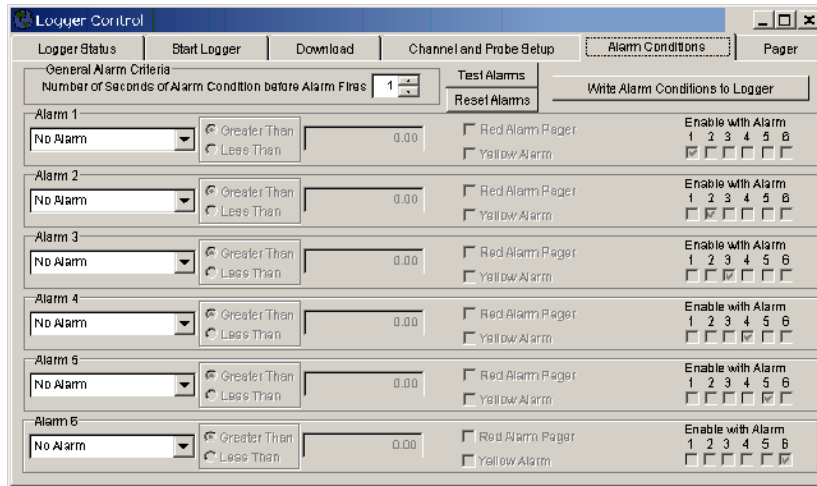 Logger Control
Logger Status Start Logger Download Channel and Probe Setup Alarm Conditions Pager
General Alarm Criteria
Number of Seconds of Alarm Condition before Alarm Fires 1
Test Alarms
Reset Alarms
Write Alarm Conditions to Logger
Alarm 1
No Alarm
Greater Than
Less Than
0.00
Red Alarm Pager
Yellow Alarm
Enable with Alarm
1 2 3 4 5 6
Alarm 2
No Alarm
Greater Than
Less Than
0.00
Red Alarm Pager
Yellow Alarm
Enable with Alarm
1 2 3 4 5 6
Alarm 3
No Alarm
Greater Than
Less Than
0.00
Red Alarm Pager
Yellow Alarm
Enable with Alarm
1 2 3 4 5 6
Alarm 4
No Alarm
Greater Than
Less Than
0.00
Red Alarm Pager
Yellow Alarm
Enable with Alarm
1 2 3 4 5 6
Alarm 5
No Alarm
Greater Than
Less Than
0.00
Red Alarm Pager
Yellow Alarm
Enable with Alarm
1 2 3 4 5 6
Alarm 6
No Alarm
Greater Than
Less Than
0.00
Red Alarm Pager
Yellow Alarm
Enable with Alarm
1 2 3 4 5 6